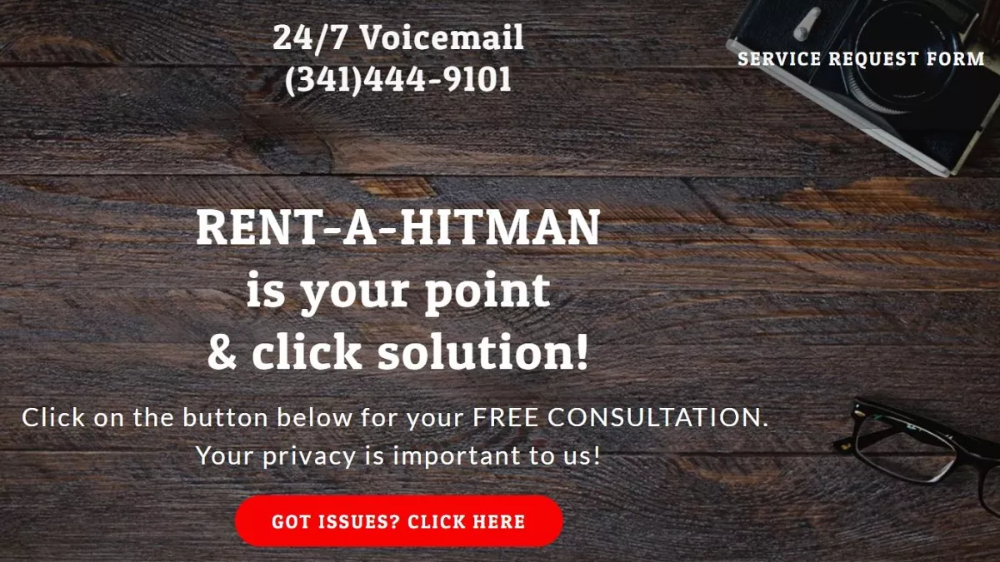 24/7 Voicemail
(341)444-9101
SERVICE REQUEST FORM
RENT-A-HITMAN
is your point
& click solution!
Click on the button below for your FREE CONSULTATION.
Your privacy is important to us!
GOT ISSUES? CLICK HERE